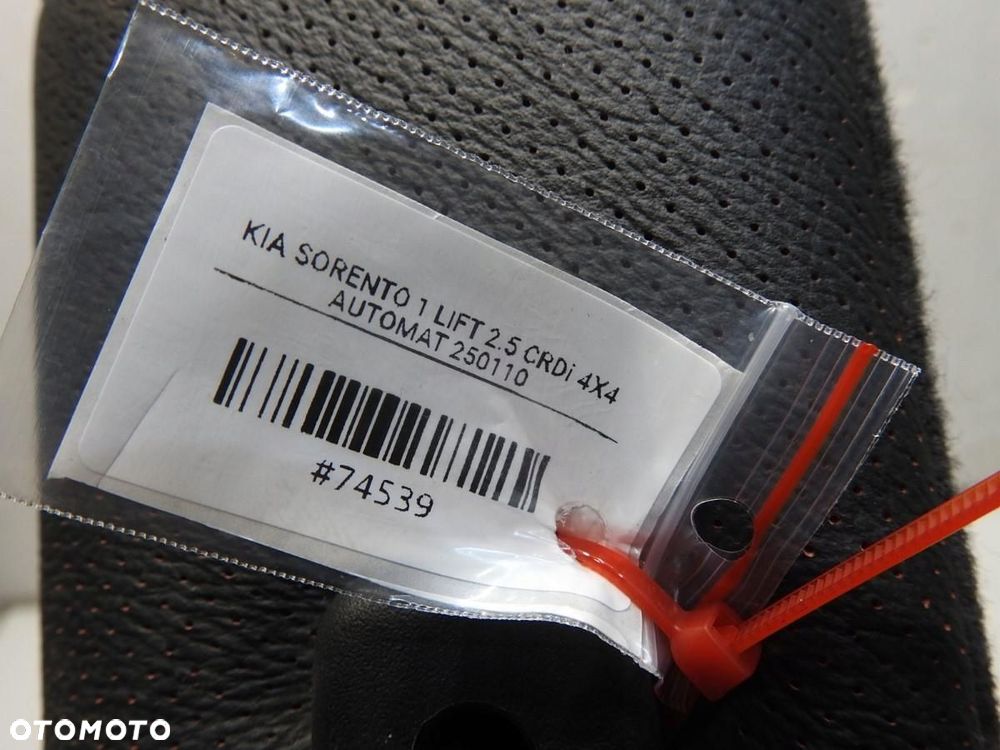 KIA SORENTO 1 LIFT 2.5 CRDi 4X4
AUTOMAT 250110
#74539
OTOMOTO